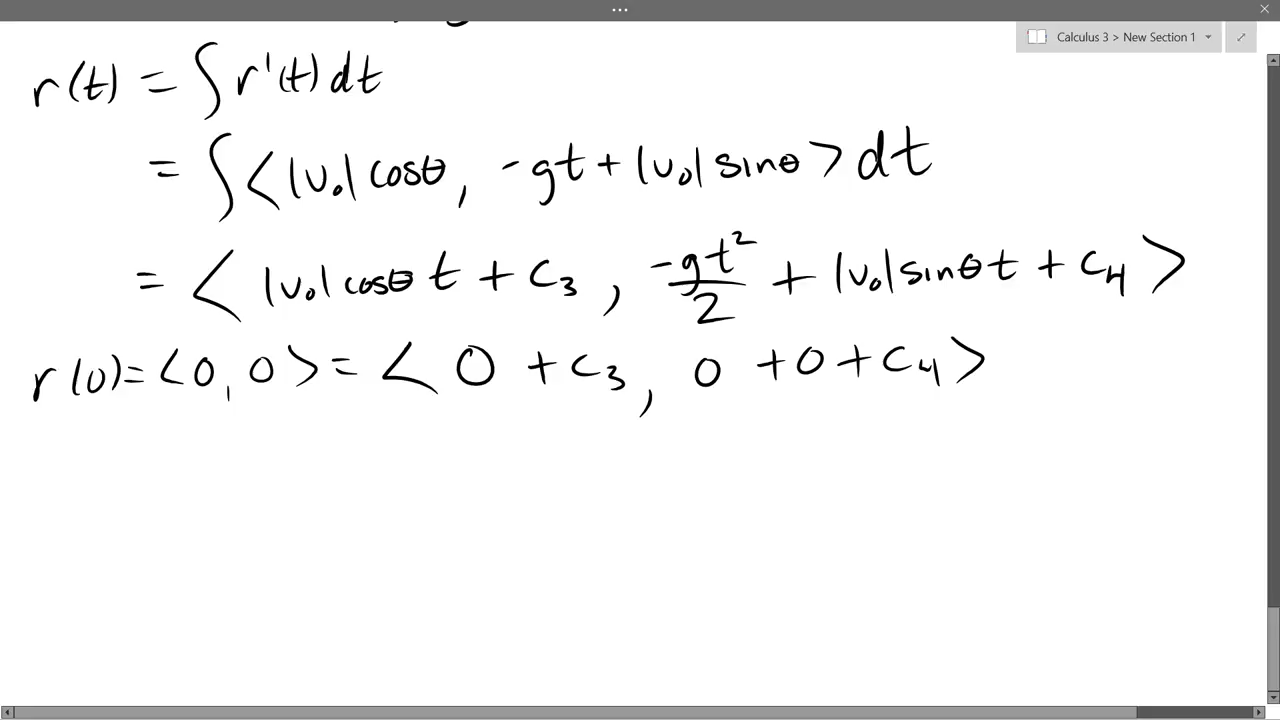 Calculus 3 > New Section 1
r(t) = ∫ r'(t) dt
= ∫ < |v₀| cosθ, -gt + |v₀| sinθ > dt
= < |v₀| cosθ t + c₃, -gt²/2 + |v₀| sinθ t + c₄ >
r(0) = < 0, 0 > = < 0 + c₃, 0 + 0 + c₄ >